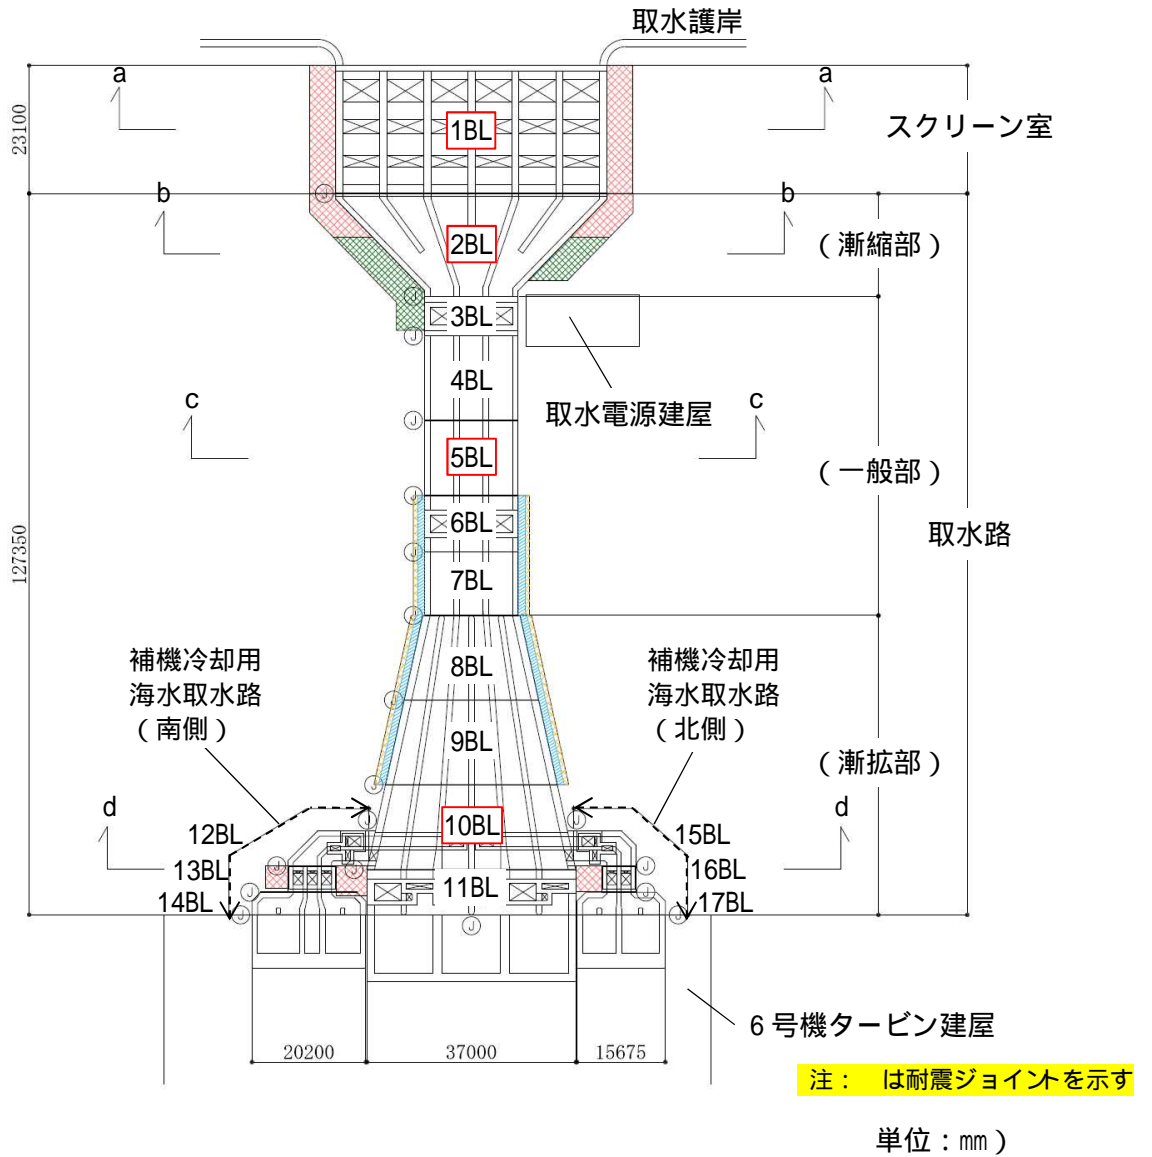 取水護岸
a
a
23100
スクリーン室
1BL
b
b
J
2BL
（漸縮部）
J
3BL
J
4BL
取水電源建屋
c
c
J
5BL
（一般部）
J
6BL
取水路
127350
J
7BL
J
補機冷却用
海水取水路
（南側）
補機冷却用
海水取水路
（北側）
8BL
J
9BL
（漸拡部）
J
d
d
J
J
10BL
12BL
15BL
13BL
J
J
J
16BL
11BL
14BL
J
J
17BL
J
J
J
6号機タービン建屋
20200
37000
15675
注：　は耐震ジョイントを示す
単位：㎜）